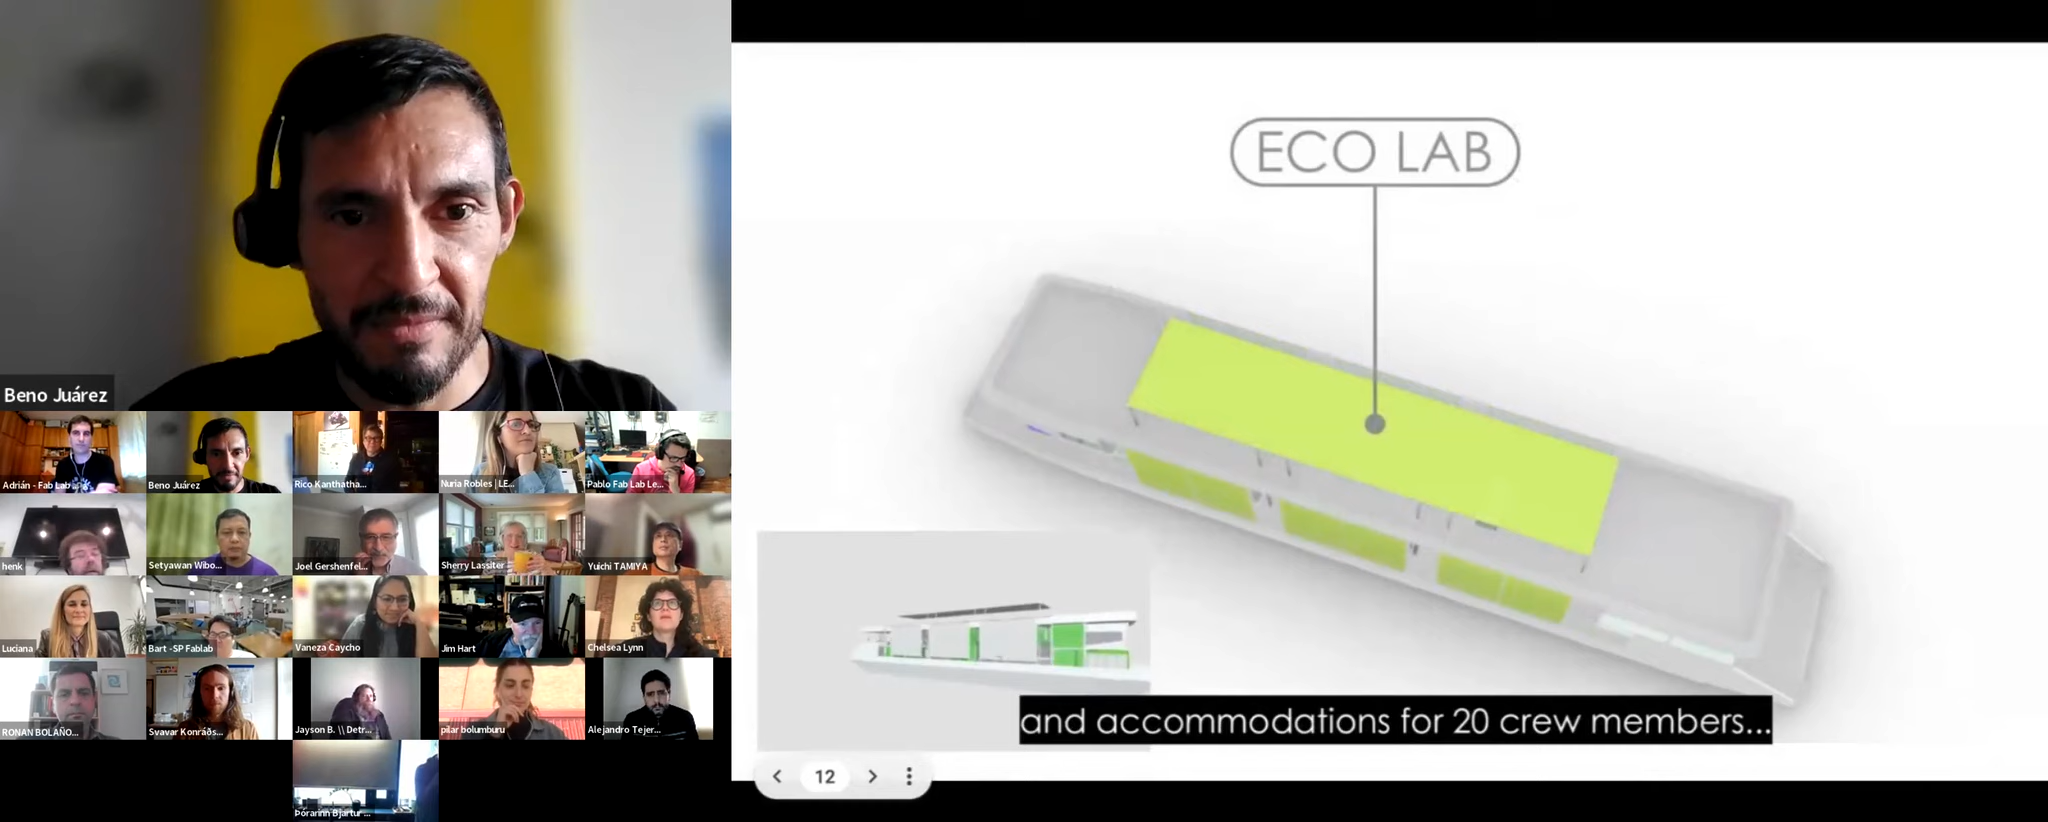 Beno Juárez
Adrián - Fab Lab
Beno Juárez
Rico Kanthatha...
Nuria Robles | LE...
Pablo Fab Lab Le...
henk
Setyawan Wibo...
Joel Gershenfel...
Sherry Lassiter
Yuichi TAMIYA
Luciana
Bart -SP Fablab
Vaneza Caycho
Jim Hart
Chelsea Lynn
RONAN BOLAÑO...
Svavar Konráðs...
Jayson B. \\ Detr...
pilar bolumburu
Alejandro Tejer...
Þórarinn Bjartur ...
ECO LAB
and accommodations for 20 crew members...
12